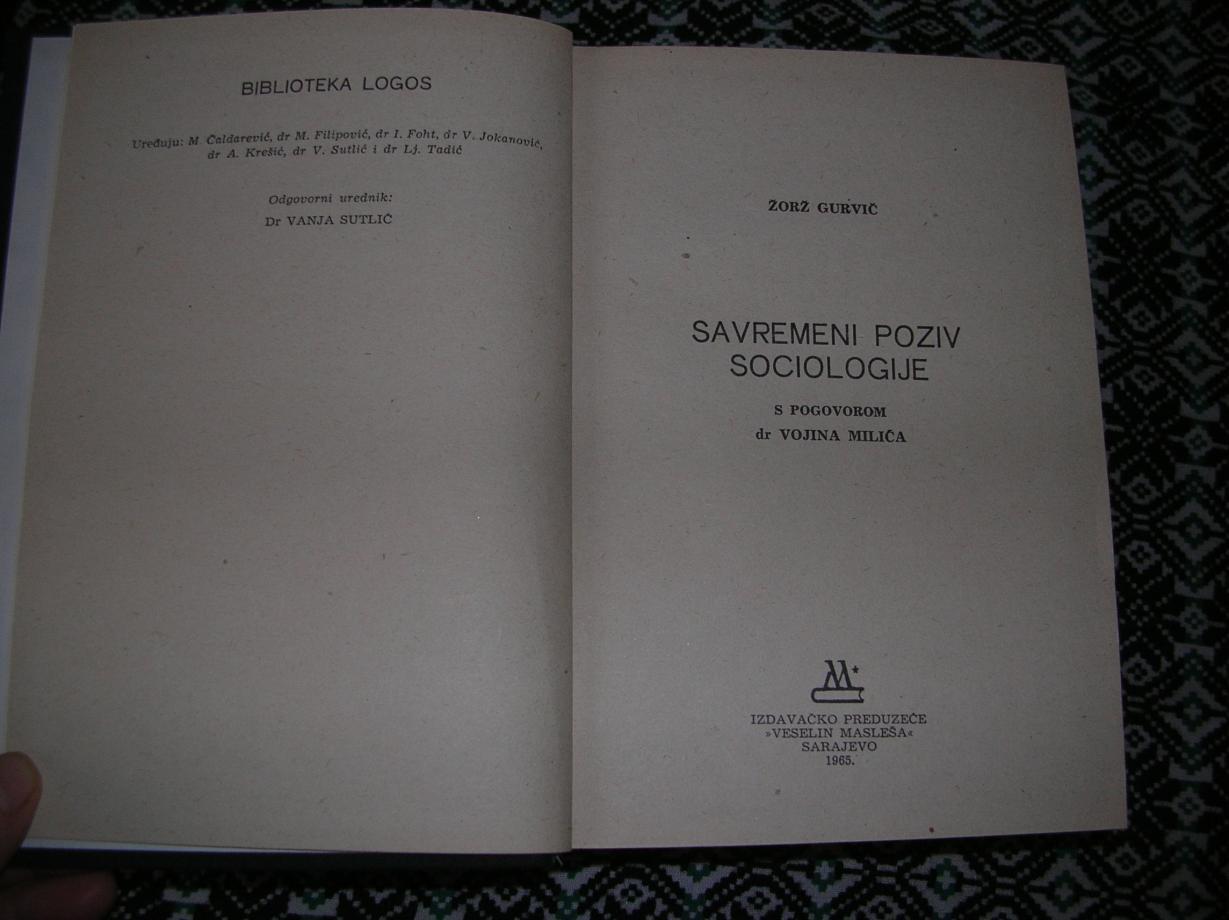 BIBLIOTEKA LOGOS
Uređuju: M. Čaldarević, dr M. Filipović, dr I. Foht, dr V. Jokanović,
dr A. Krešić, dr V. Sutlić i dr Lj. Tadić
Odgovorni urednik:
Dr VANJA SUTLIĆ
ŽORŽ GURVIČ
SAVREMENI POZIV
SOCIOLOGIJE
S POGOVOROM
dr VOJINA MILIĆA
M
IZDAVAČKO PREDUZEĆE
»VESELIN MASLEŠA«
SARAJEVO
1965.